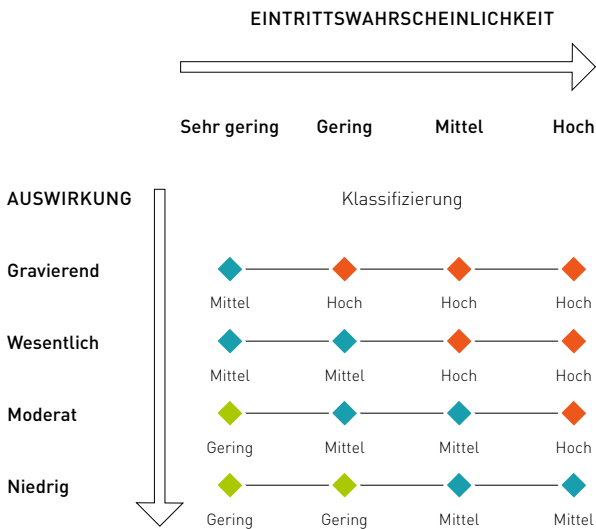 EINTRITTSWAHRSCHEINLICHKEIT
Sehr gering Gering Mittel Hoch
AUSWIRKUNG Klassifizierung
Gravierend
Mittel Hoch Hoch Hoch
Wesentlich
Mittel Mittel Hoch Hoch
Moderat
Gering Mittel Mittel Hoch
Niedrig
Gering Gering Mittel Mittel